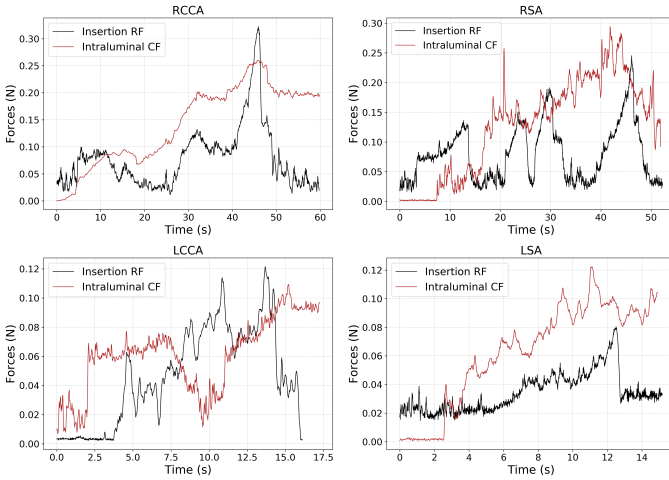 RCCA
Insertion RF
Intraluminal CF
Forces (N)
0.30
0.25
0.20
0.15
0.10
0.05
0.00
0 10 20 30 40 50 60
Time (s)
RSA
Insertion RF
Intraluminal CF
Forces (N)
0.30
0.25
0.20
0.15
0.10
0.05
0.00
0 10 20 30 40 50
Time (s)
LCCA
Insertion RF
Intraluminal CF
Forces (N)
0.12
0.10
0.08
0.06
0.04
0.02
0.00
0.0 2.5 5.0 7.5 10.0 12.5 15.0 17.5
Time (s)
LSA
Insertion RF
Intraluminal CF
Forces (N)
0.12
0.10
0.08
0.06
0.04
0.02
0.00
0 2 4 6 8 10 12 14
Time (s)